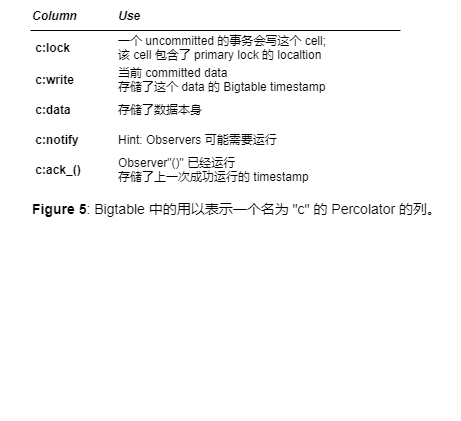 Column Use
c:lock 一个 uncommitted 的事务会写这个 cell;
该 cell 包含了 primary lock 的 localtion
c:write 当前 committed data
存储了这个 data 的 Bigtable timestamp
c:data 存储了数据本身
c:notify Hint: Observers 可能需要运行
c:ack_() Observer"()" 已经运行
存储了上一次成功运行的 timestamp
Figure 5: Bigtable 中的用以表示一个名为 "c" 的 Percolator 的列。